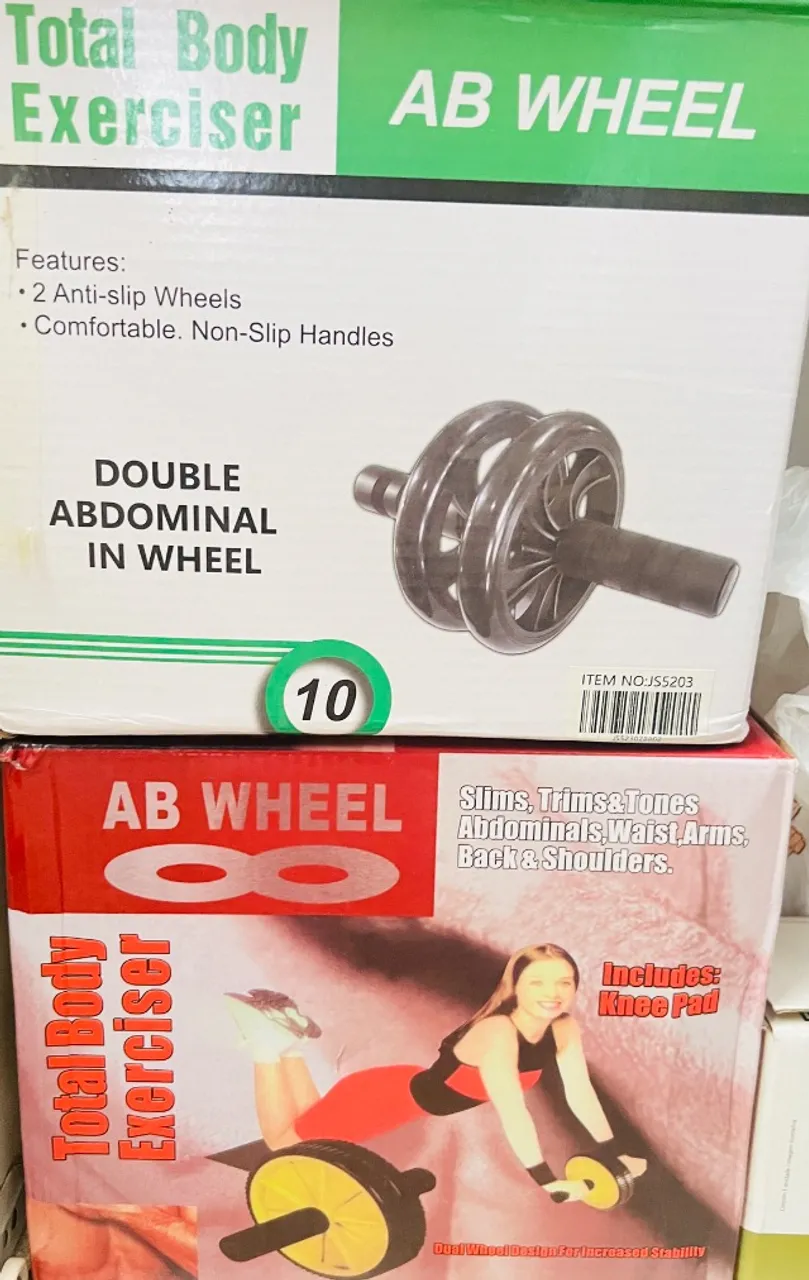 Total Body
Exerciser
AB WHEEL
Features:
• 2 Anti-slip Wheels
• Comfortable. Non-Slip Handles
DOUBLE
ABDOMINAL
IN WHEEL
10
ITEM NO:JS5203
AB WHEEL
Slims, Trims&Tones
Abdominals,Waist,Arms,
Back & Shoulders.
Total Body
Exerciser
Includes:
Knee Pad
Dual Wheel Design For Increased Stability